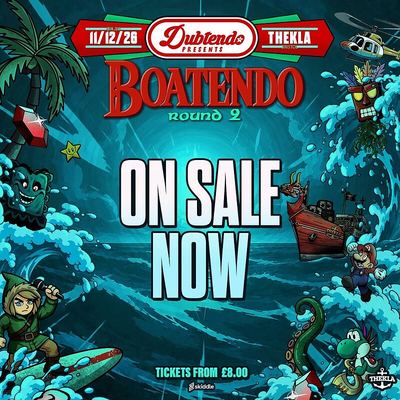 11/12/26
Dubtendo
PRESENTS
THEKLA
BOATENDO
ROUND 2
ON SALE
NOW
TICKETS FROM £8.00
skiddle
THEKLA